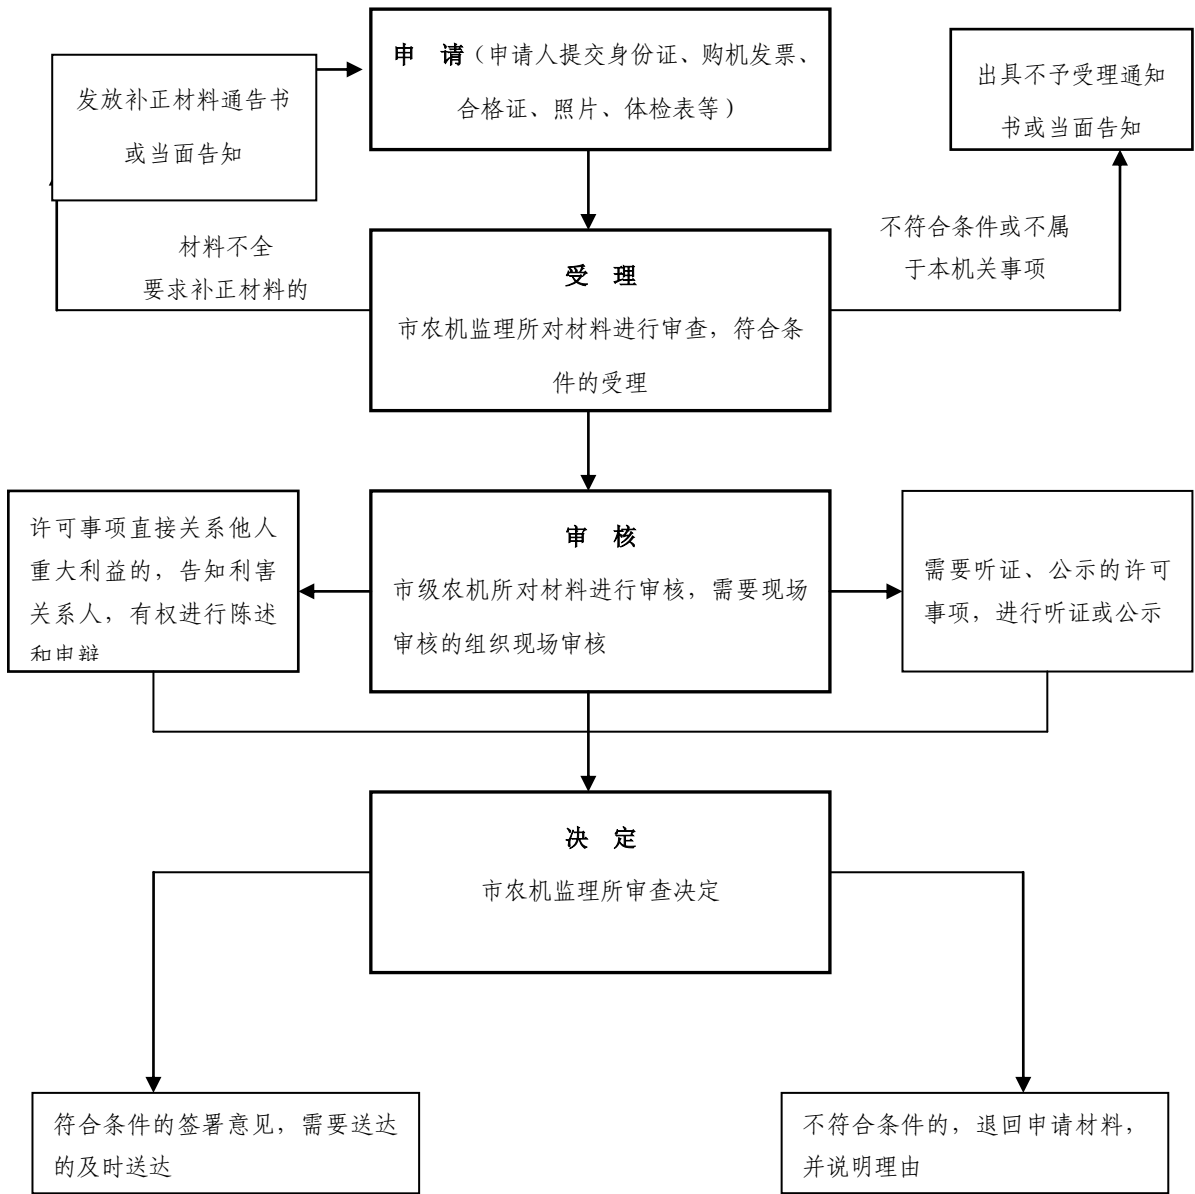 申 请（申请人提交身份证、购机发票、
合格证、照片、体检表等）
发放补正材料通告书
或当面告知
出具不予受理通知
书或当面告知
材料不全
要求补正材料的
不符合条件或不属
于本机关事项
受 理
市农机监理所对材料进行审查，符合条
件的受理
许可事项直接关系他人
重大利益的，告知利害
关系人，有权进行陈述
和申辩
审 核
市级农机所对材料进行审核，需要现场
审核的组织现场审核
需要听证、公示的许可
事项，进行听证或公示
决 定
市农机监理所审查决定
符合条件的签署意见，需要送达
的及时送达
不符合条件的，退回申请材料，
并说明理由